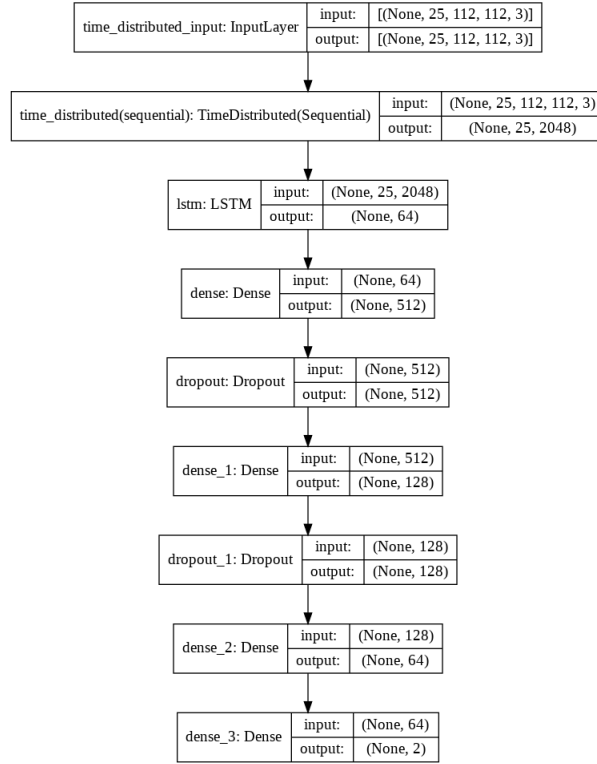 time_distributed_input: InputLayer
input: [(None, 25, 112, 112, 3)]
output: [(None, 25, 112, 112, 3)]
time_distributed(sequential): TimeDistributed(Sequential)
input: (None, 25, 112, 112, 3)
output: (None, 25, 2048)
lstm: LSTM
input: (None, 25, 2048)
output: (None, 64)
dense: Dense
input: (None, 64)
output: (None, 512)
dropout: Dropout
input: (None, 512)
output: (None, 512)
dense_1: Dense
input: (None, 512)
output: (None, 128)
dropout_1: Dropout
input: (None, 128)
output: (None, 128)
dense_2: Dense
input: (None, 128)
output: (None, 64)
dense_3: Dense
input: (None, 64)
output: (None, 2)